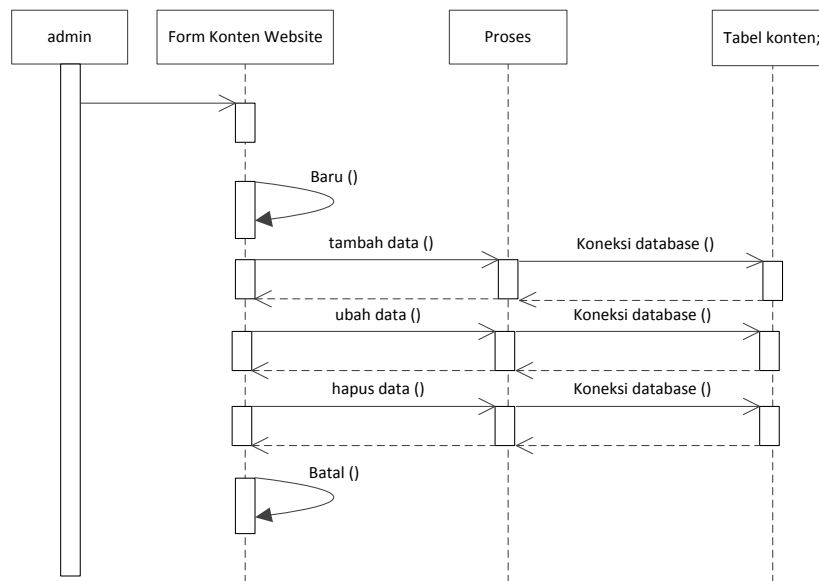 admin
Form Konten Website
Proses
Tabel konten;
Baru ()
tambah data ()
Koneksi database ()
ubah data ()
Koneksi database ()
hapus data ()
Koneksi database ()
Batal ()